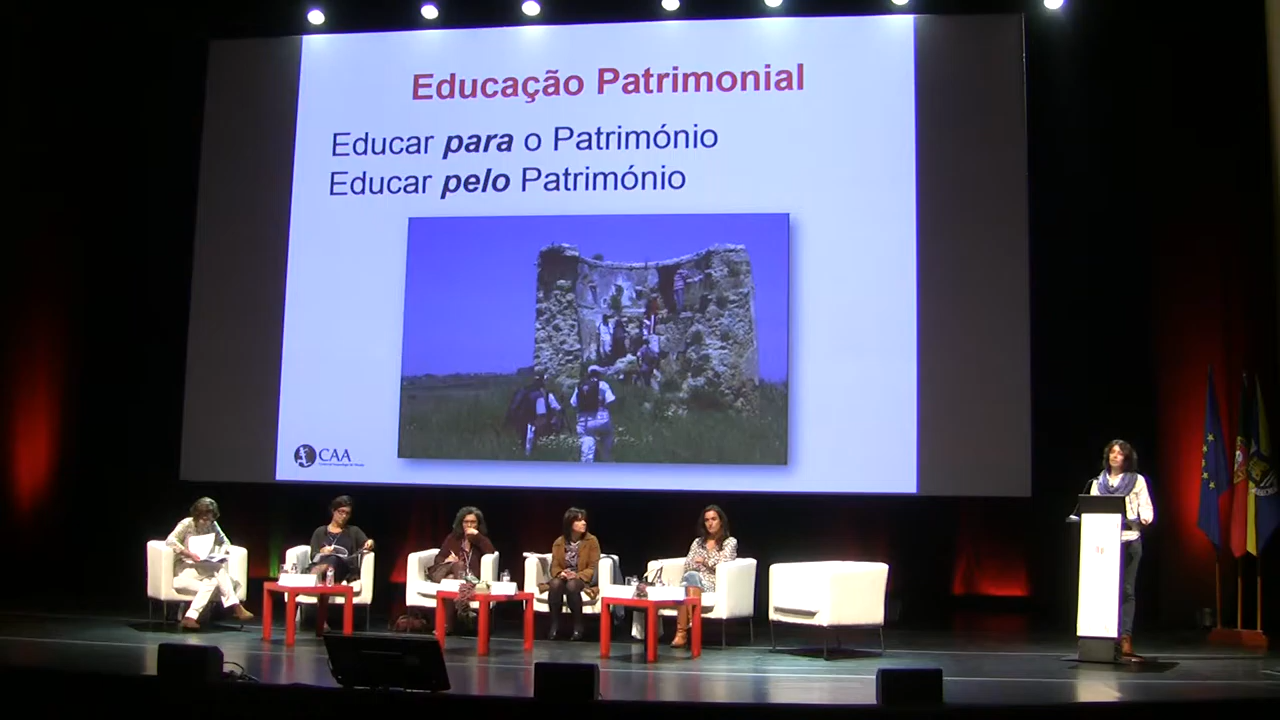 Educação Patrimonial
Educar para o Património
Educar pelo Património
CAA